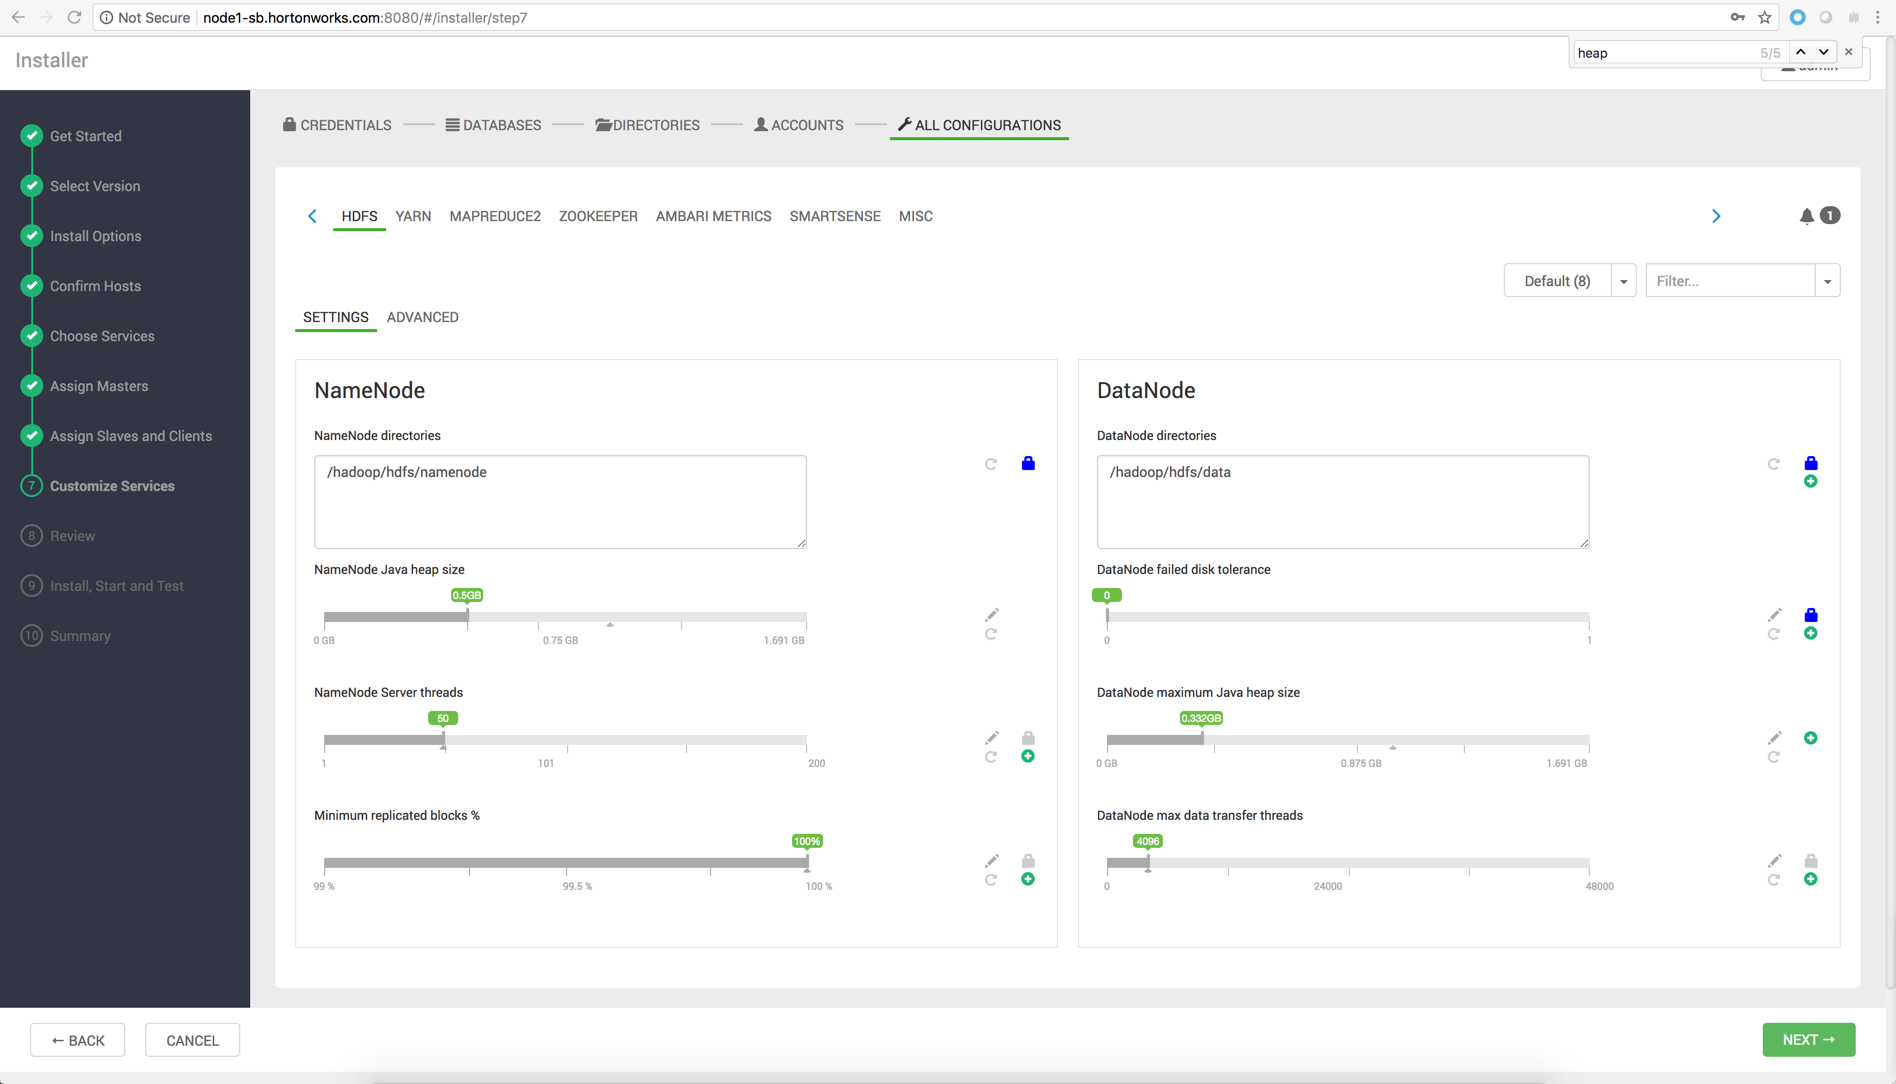 Not Secure node1-sb.hortonworks.com:8080/#/installer/step7
heap 5/5
Installer
Get Started
Select Version
Install Options
Confirm Hosts
Choose Services
Assign Masters
Assign Slaves and Clients
7 Customize Services
8 Review
9 Install, Start and Test
10 Summary
CREDENTIALS DATABASES DIRECTORIES ACCOUNTS ALL CONFIGURATIONS
HDFS YARN MAPREDUCE2 ZOOKEEPER AMBARI METRICS SMARTSENSE MISC 1
Default (8) Filter...
SETTINGS ADVANCED
NameNode
NameNode directories
/hadoop/hdfs/namenode
NameNode Java heap size
0.5GB
0 GB 0.75 GB 1.691 GB
NameNode Server threads
50
1 101 200
Minimum replicated blocks %
100%
99 % 99.5 % 100 %
DataNode
DataNode directories
/hadoop/hdfs/data
DataNode failed disk tolerance
0
0 1
DataNode maximum Java heap size
0.332GB
0 GB 0.875 GB 1.691 GB
DataNode max data transfer threads
4096
0 24000 48000
← BACK CANCEL NEXT →